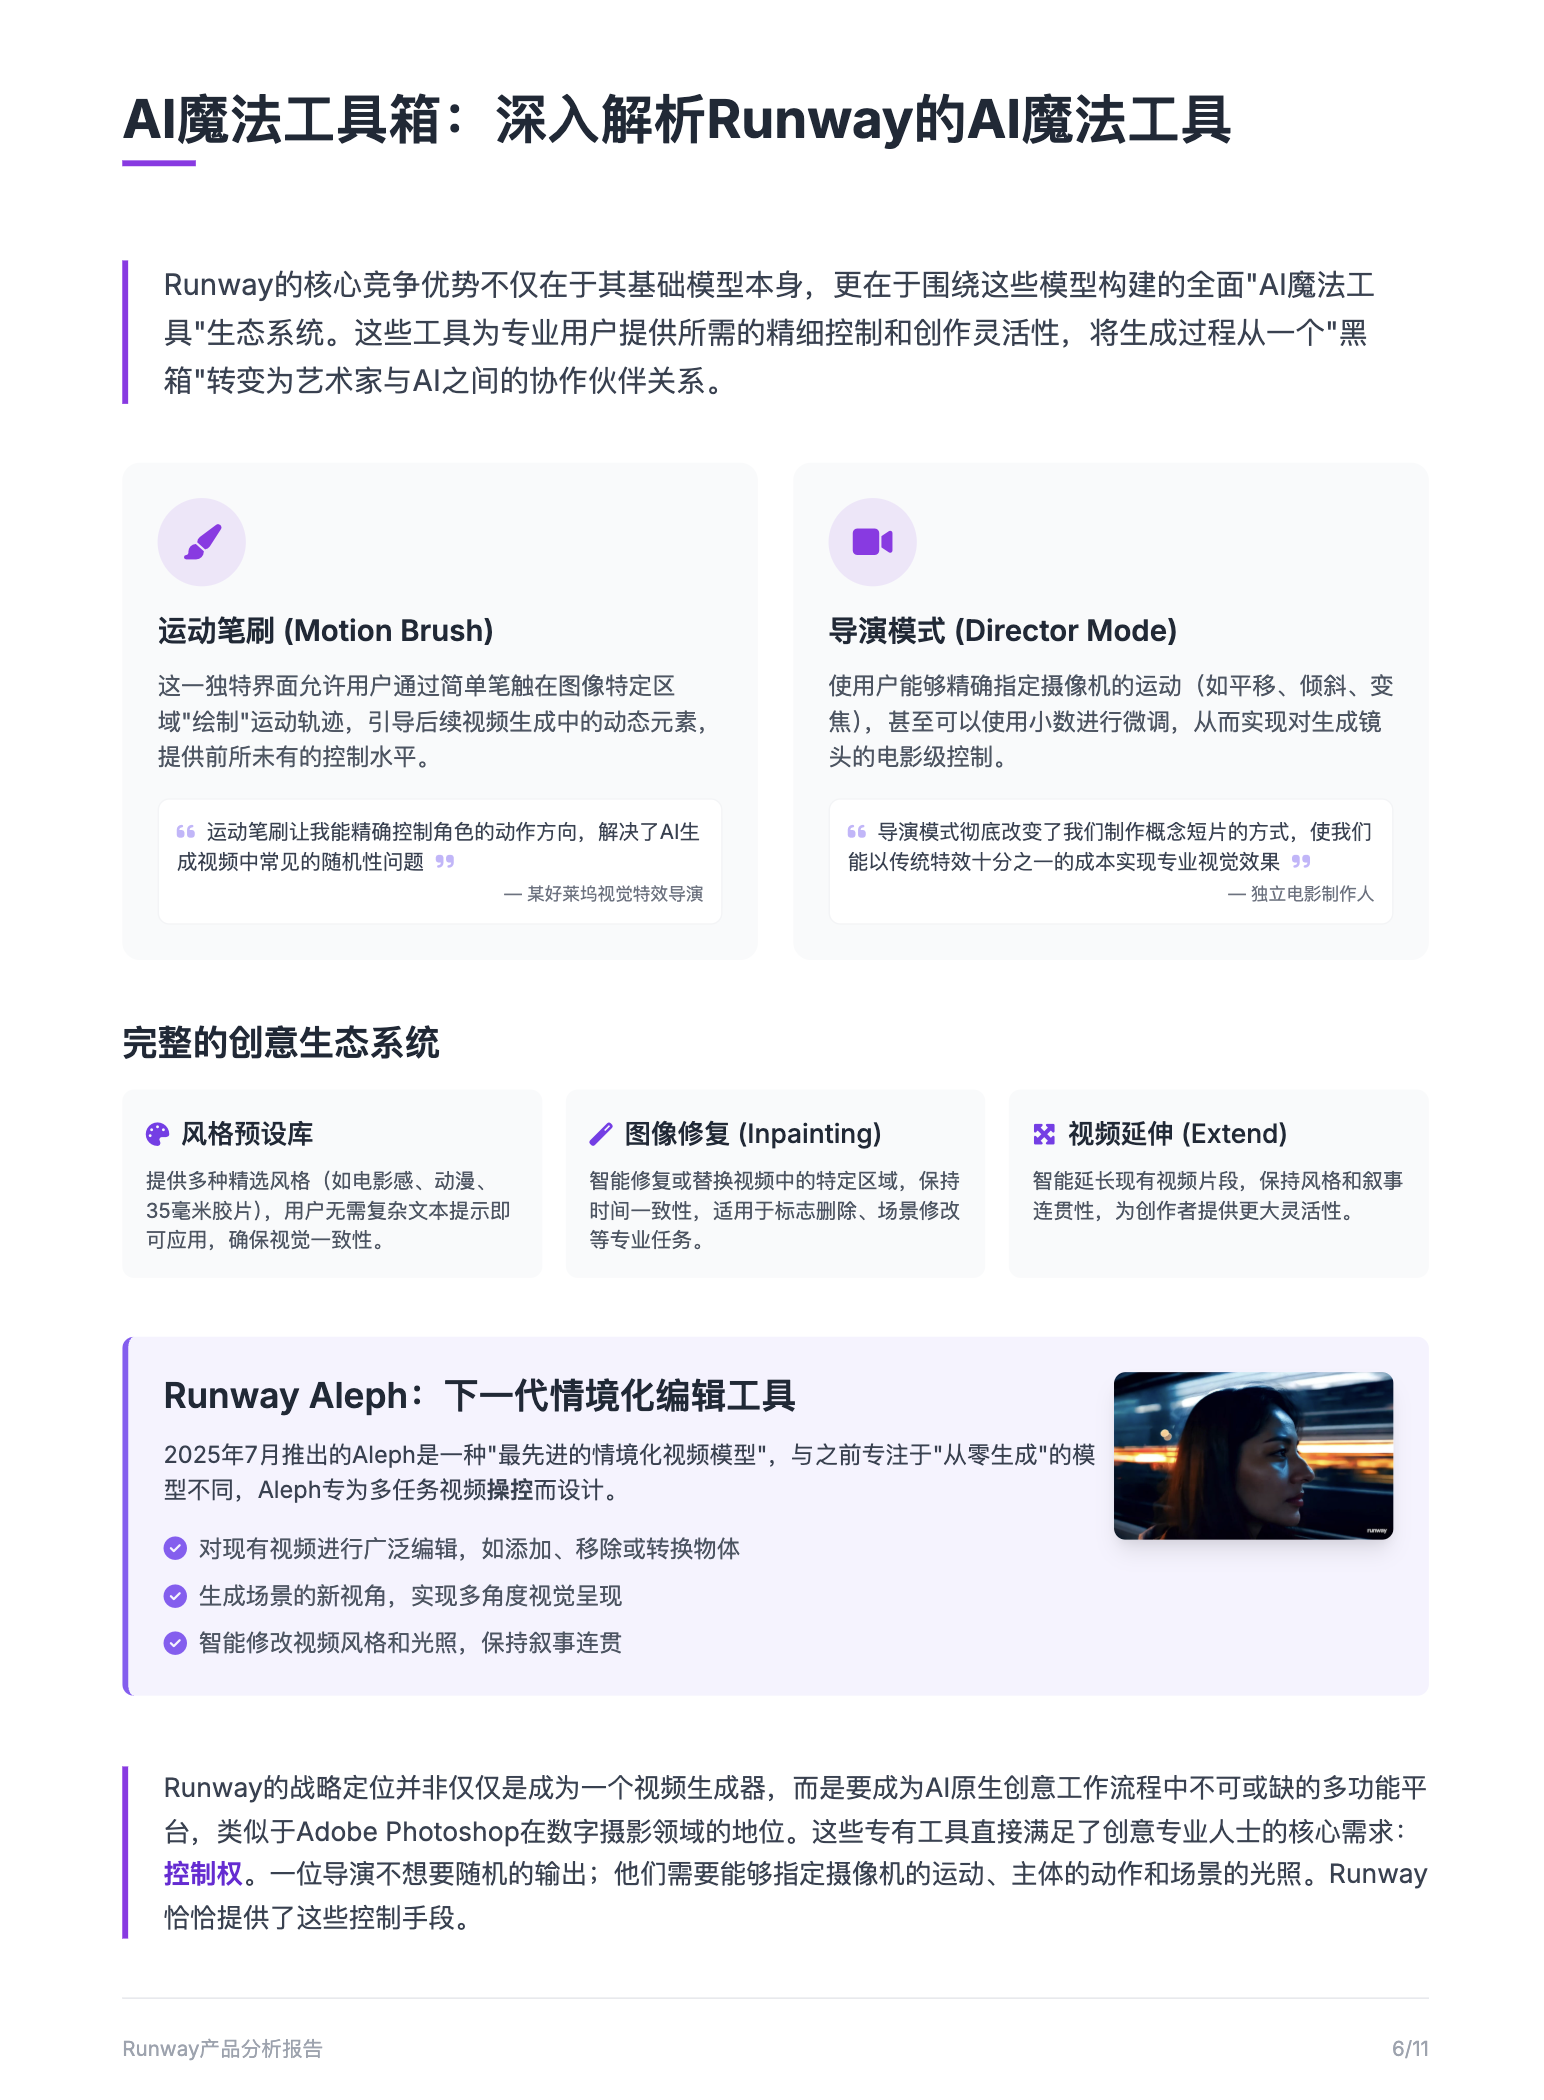 AI魔法工具箱：深入解析Runway的AI魔法工具
Runway的核心竞争优势不仅在于其基础模型本身，更在于围绕这些模型构建的全面"AI魔法工
具"生态系统。这些工具为专业用户提供所需的精细控制和创作灵活性，将生成过程从一个"黑
箱"转变为艺术家与AI之间的协作伙伴关系。
运动笔刷 (Motion Brush)
这一独特界面允许用户通过简单笔触在图像特定区
域"绘制"运动轨迹，引导后续视频生成中的动态元素，
提供前所未有的控制水平。
“ 运动笔刷让我能精确控制角色的动作方向，解决了AI生
成视频中常见的随机性问题 ”
— 某好莱坞视觉特效导演
导演模式 (Director Mode)
使用户能够精确指定摄像机的运动（如平移、倾斜、变
焦），甚至可以使用小数进行微调，从而实现对生成镜
头的电影级控制。
“ 导演模式彻底改变了我们制作概念短片的方式，使我们
能以传统特效十分之一的成本实现专业视觉效果 ”
— 独立电影制作人
完整的创意生态系统
风格预设库
提供多种精选风格（如电影感、动漫、
35毫米胶片），用户无需复杂文本提示即
可应用，确保视觉一致性。
图像修复 (Inpainting)
智能修复或替换视频中的特定区域，保持
时间一致性，适用于标志删除、场景修改
等专业任务。
视频延伸 (Extend)
智能延长现有视频片段，保持风格和叙事
连贯性，为创作者提供更大灵活性。
Runway Aleph：下一代情境化编辑工具
2025年7月推出的Aleph是一种"最先进的情境化视频模型"，与之前专注于"从零生成"的模
型不同，Aleph专为多任务视频操控而设计。
对现有视频进行广泛编辑，如添加、移除或转换物体
生成场景的新视角，实现多角度视觉呈现
智能修改视频风格和光照，保持叙事连贯
runway
Runway的战略定位并非仅仅是成为一个视频生成器，而是要成为AI原生创意工作流程中不可或缺的多功能平
台，类似于Adobe Photoshop在数字摄影领域的地位。这些专有工具直接满足了创意专业人士的核心需求：
控制权。一位导演不想要随机的输出；他们需要能够指定摄像机的运动、主体的动作和场景的光照。Runway
恰恰提供了这些控制手段。
Runway产品分析报告
6/11